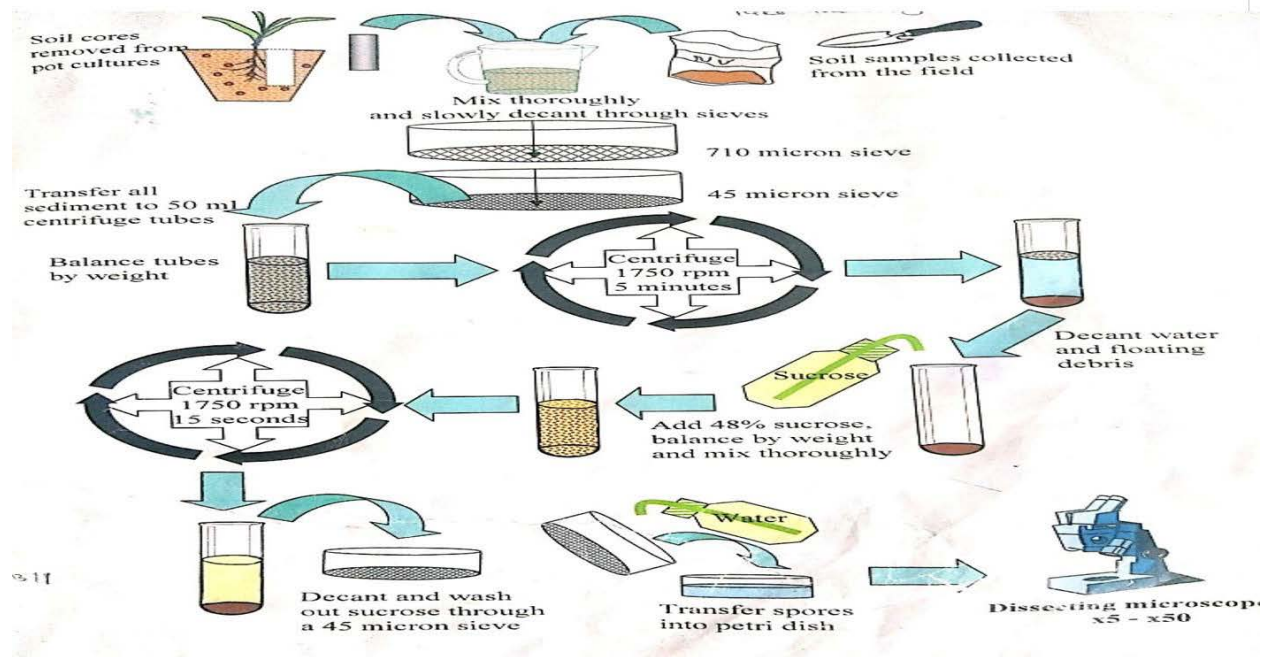 Soil cores
removed from
pot cultures
Soil samples collected
from the field
Mix thoroughly
and slowly decant through sieves
710 micron sieve
45 micron sieve
Transfer all
sediment to 50 ml
centrifuge tubes
Balance tubes
by weight
Centrifuge
1750 rpm
5 minutes
Decant water
and floating
debris
Sucrose
Add 48% sucrose,
balance by weight
and mix thoroughly
Centrifuge
1750 rpm
15 seconds
Decant and wash
out sucrose through
a 45 micron sieve
Water
Transfer spores
into petri dish
Dissecting microscop
x5 - x50